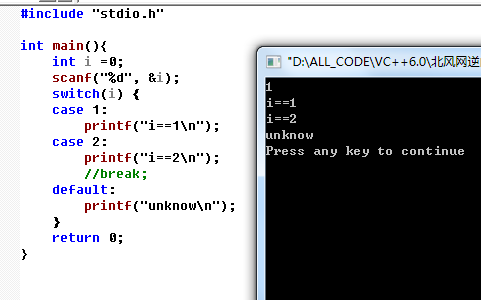 #include "stdio.h"
int main(){
int i =0;
scanf("%d", &i);
switch(i) {
case 1:
printf("i==1\n");
case 2:
printf("i==2\n");
//break;
default:
printf("unknow\n");
}
return 0;
}
"D:\ALL_CODE\VC++6.0\北风网逆
1
i==1
i==2
unknow
Press any key to continue